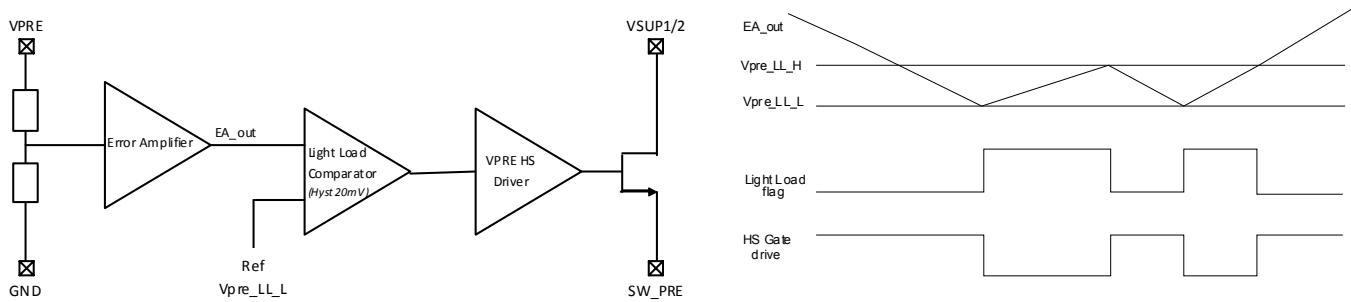 VPRE
VSUP1/2
Error Amplifier
EA_out
Light Load
Comparator
(Hyst 20mV)
VPRE HS
Driver
Ref
Vpre_LL_L
GND
SW_PRE
EA_out
Vpre_LL_H
Vpre_LL_L
Light Load
flag
HS Gate
drive